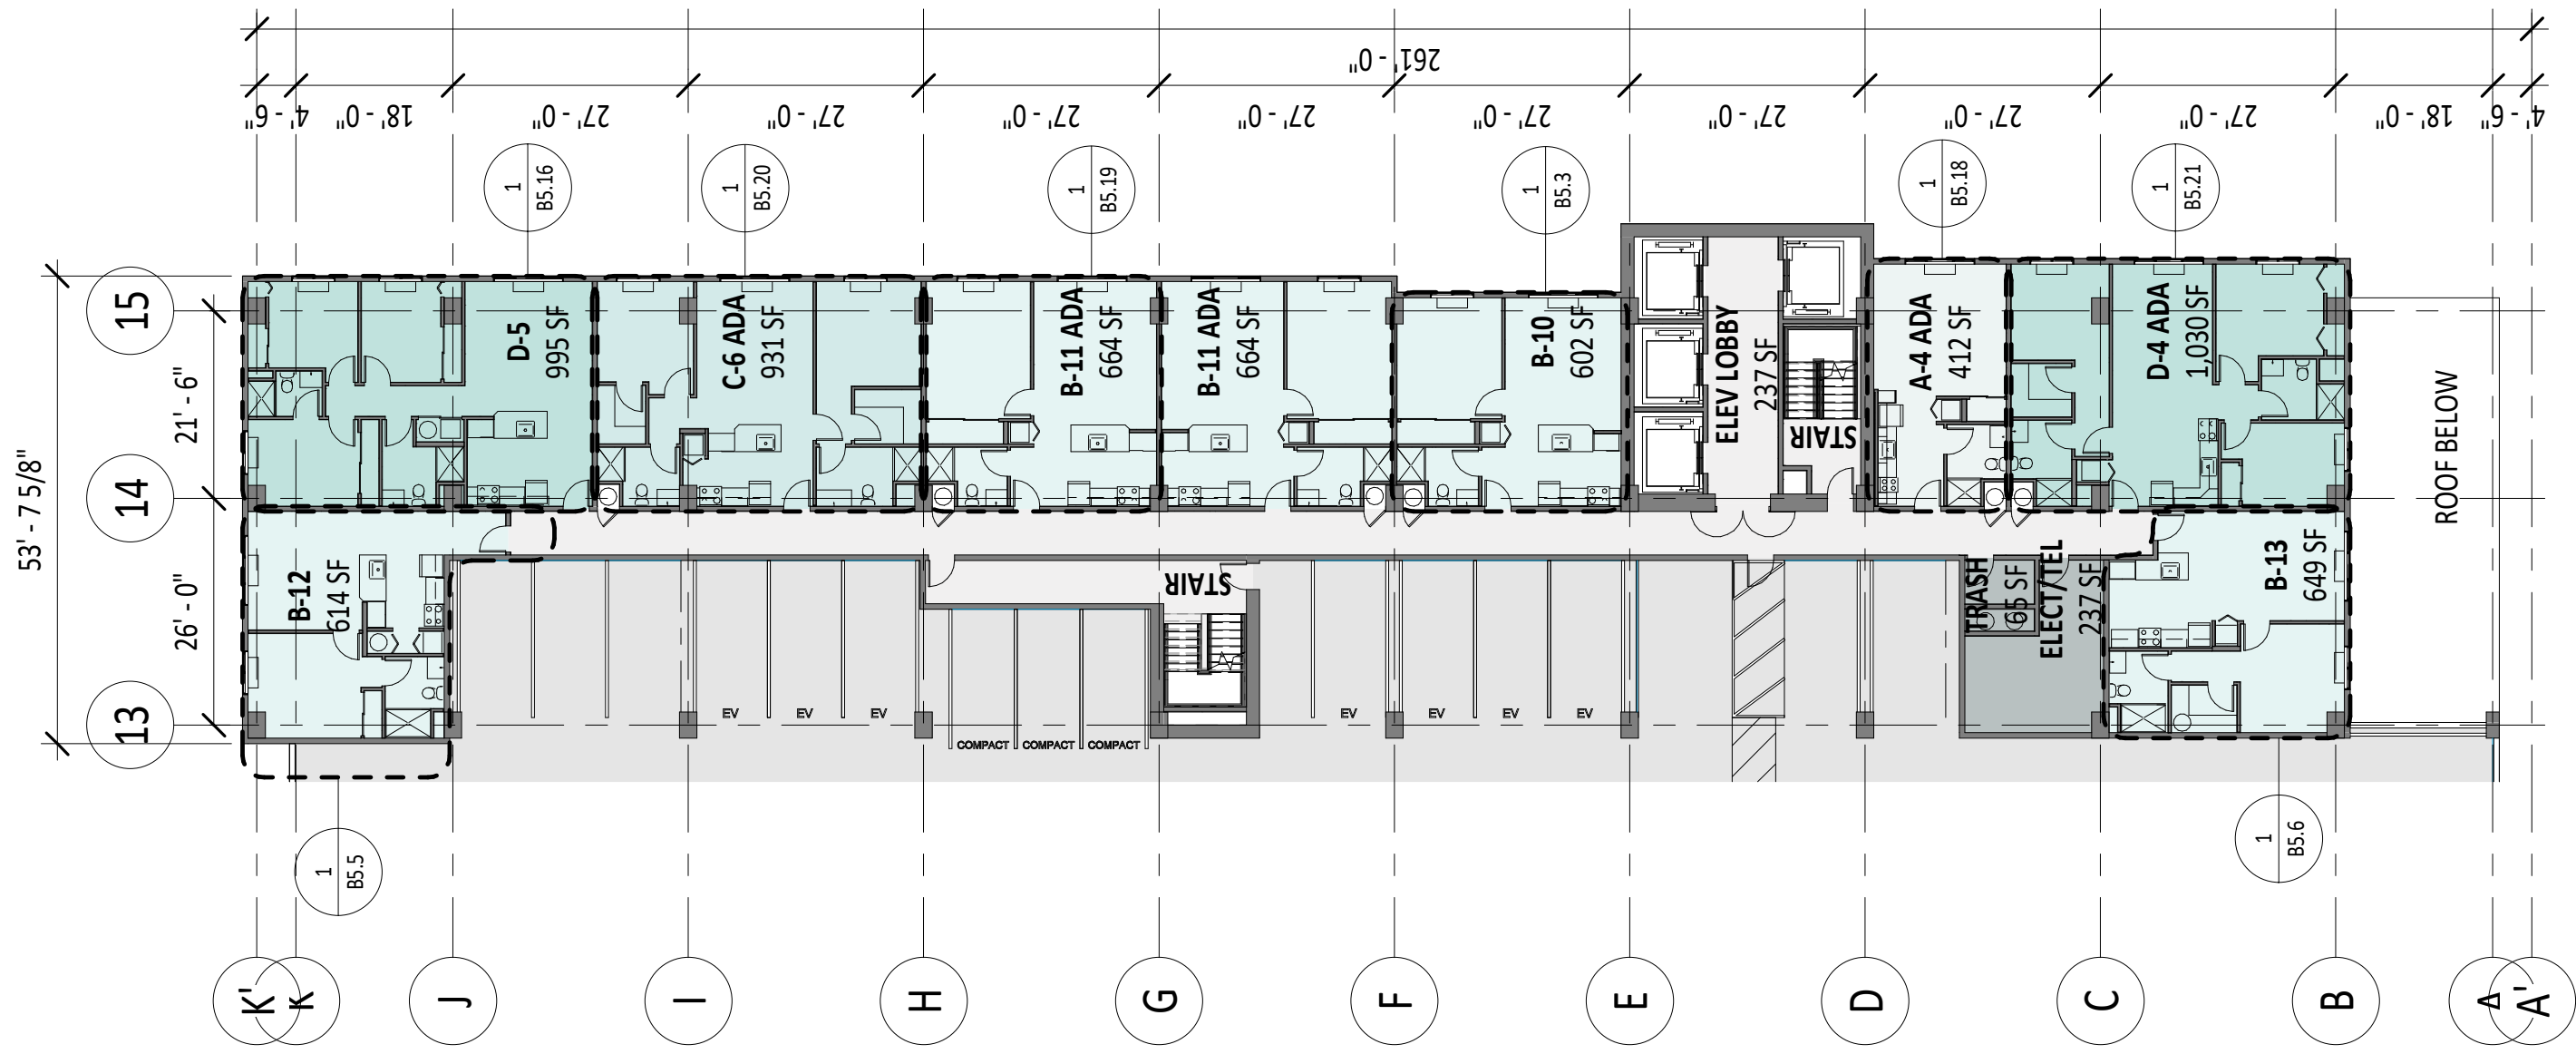 261' - 0"
4' - 6"
18' - 0"
27' - 0"
27' - 0"
27' - 0"
27' - 0"
27' - 0"
27' - 0"
27' - 0"
27' - 0"
18' - 0"
4' - 6"
1
B5.16
1
B5.20
1
B5.19
1
B5.3
1
B5.18
1
B5.21
53' - 7 5/8"
21' - 6"
26' - 0"
15
14
13
D-5
995 SF
C-6 ADA
931 SF
B-11 ADA
664 SF
B-11 ADA
664 SF
B-10
602 SF
ELEV LOBBY
237 SF
STAIR
A-4 ADA
412 SF
D-4 ADA
1,030 SF
ROOF BELOW
B-12
614 SF
STAIR
TRASH
65 SF
ELECT/TEL
237 SF
B-13
649 SF
EV
EV
EV
COMPACT
COMPACT
COMPACT
EV
EV
EV
EV
1
B5.5
1
B5.6
K'
K
J
I
H
G
F
E
D
C
B
A
A'